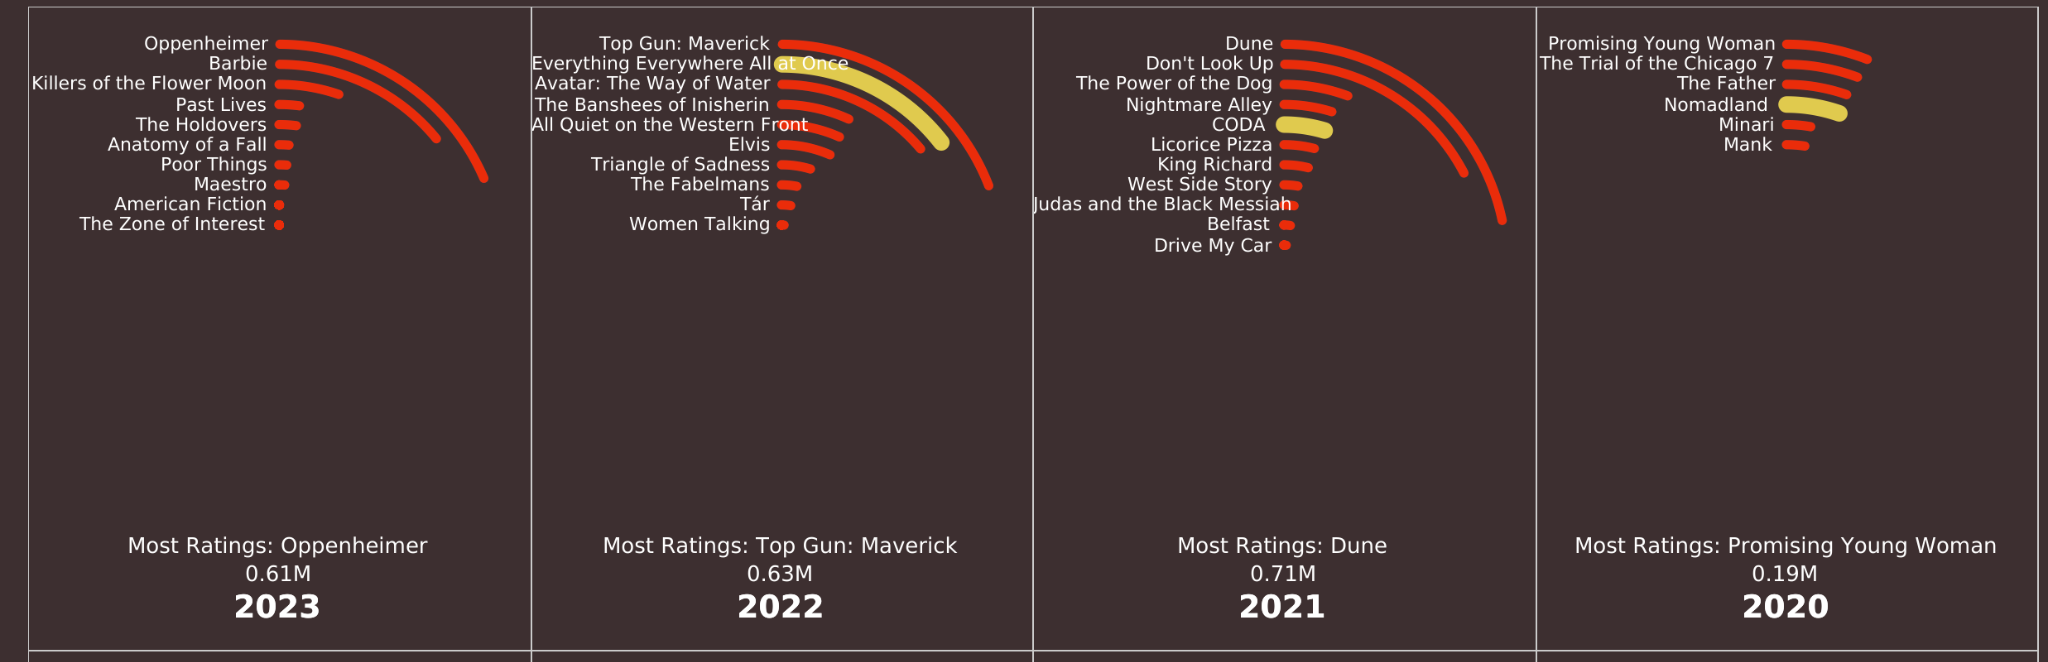 Oppenheimer
Barbie
Killers of the Flower Moon
Past Lives
The Holdovers
Anatomy of a Fall
Poor Things
Maestro
American Fiction
The Zone of Interest
Most Ratings: Oppenheimer
0.61M
2023
Top Gun: Maverick
Everything Everywhere All at Once
Avatar: The Way of Water
The Banshees of Inisherin
All Quiet on the Western Front
Elvis
Triangle of Sadness
The Fabelmans
Tár
Women Talking
Most Ratings: Top Gun: Maverick
0.63M
2022
Dune
Don't Look Up
The Power of the Dog
Nightmare Alley
CODA
Licorice Pizza
King Richard
West Side Story
Judas and the Black Messiah
Belfast
Drive My Car
Most Ratings: Dune
0.71M
2021
Promising Young Woman
The Trial of the Chicago 7
The Father
Nomadland
Minari
Mank
Most Ratings: Promising Young Woman
0.19M
2020